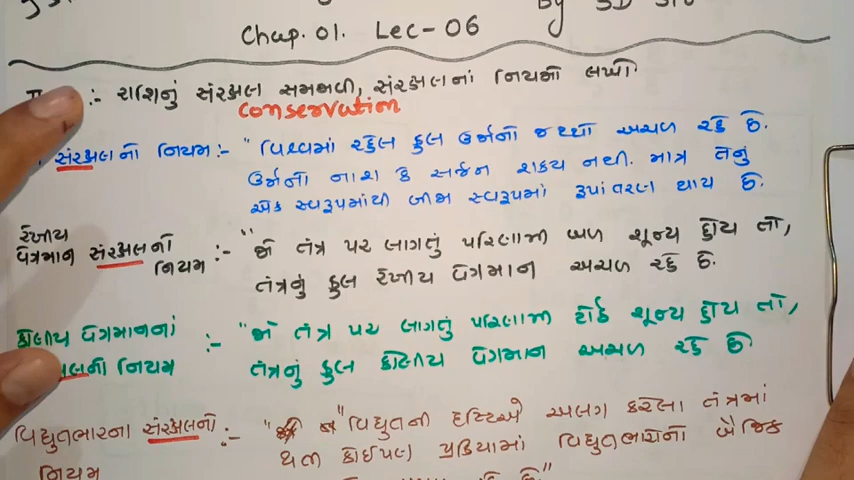 By
Chap. 01. Lec - 06
:- રાશિનું સંરક્ષણ સમજાવી, સંરક્ષણનાં નિયમો લખો
Conservation
સંરક્ષણનો નિયમ :- "વિશ્વમાં રહેલ કુલ ઉર્જાનો જથ્થો અચળ રહે છે.
ઉર્જાનો નાશ કે સર્જન શક્ય નથી. માત્ર તેનું
એક સ્વરૂપમાંથી બીજા સ્વરૂપમાં રૂપાંતરણ થાય છે.
રેખીય
વેગમાન સંરક્ષણનો નિયમ :- "જો તંત્ર પર લાગતું પરિણામી બળ શૂન્ય હોય તો,
તંત્રનું કુલ રેખીય વેગમાન અચળ રહે છે.
કોણીય વેગમાનનાં :- "જો તંત્ર પર લાગતું પરિણામી ટોર્ક શૂન્ય હોય તો,
નિયમ તંત્રનું કુલ કોણીય વેગમાન અચળ રહે છે
વિદ્યુતભારના સંરક્ષણનો નિયમ :- "વિદ્યુતની દૃષ્ટિએ અલગ કરેલા તંત્રમાં
થતી કોઈપણ પ્રક્રિયામાં વિદ્યુતભારોનો બૈજિક